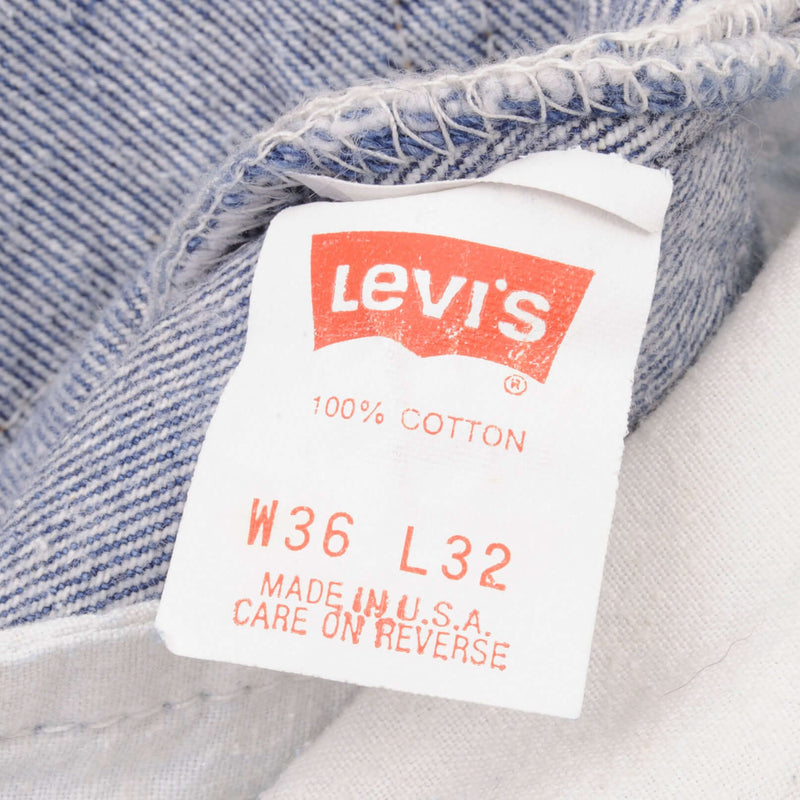 Levi's
®
100% COTTON
W36 L32
MADE IN U.S.A.
CARE ON REVERSE